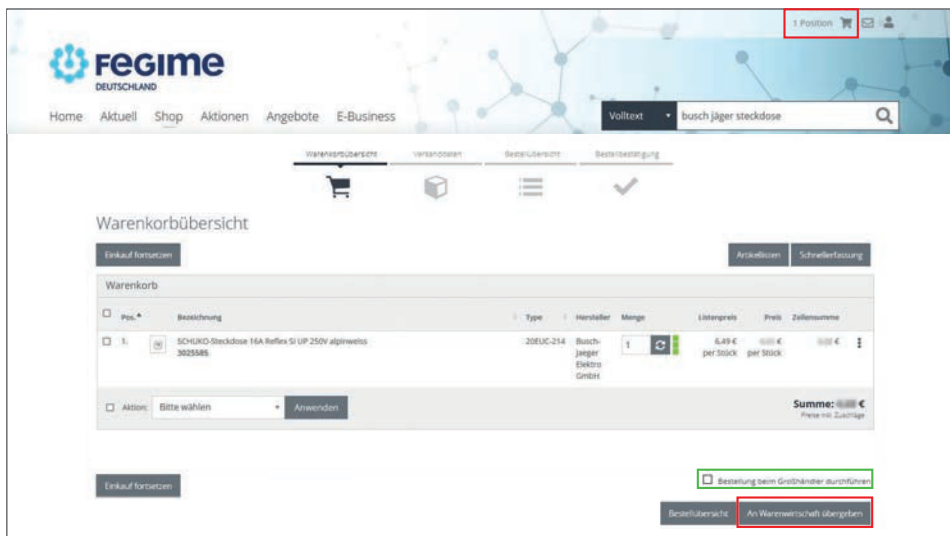 1 Position
FEGIME
DEUTSCHLAND
Home Aktuell Shop Aktionen Angebote E-Business
Volltext busch jäger steckdose
Warenkorbübersicht Versanddaten Bestellübersicht Bestellbestätigung
Warenkorbübersicht
Einkauf fortsetzen Artikellisten Schnellerfassung
Warenkorb
Pos. Bezeichnung Type Hersteller Menge Listenpreis Preis Zeilensumme
1. SCHUKO-Steckdose 16A Reflex SI UP 250V alpinweiss 20EUC-214 Busch- 1 6,49 € € €
3025585 Jaeger per Stück per Stück
Elektro
GmbH
Aktion: Bitte wählen Anwenden Summe: €
Preise inkl. Zuschläge
Bestellung beim Großhändler durchführen
Einkauf fortsetzen
Bestellübersicht An Warenwirtschaft übergeben